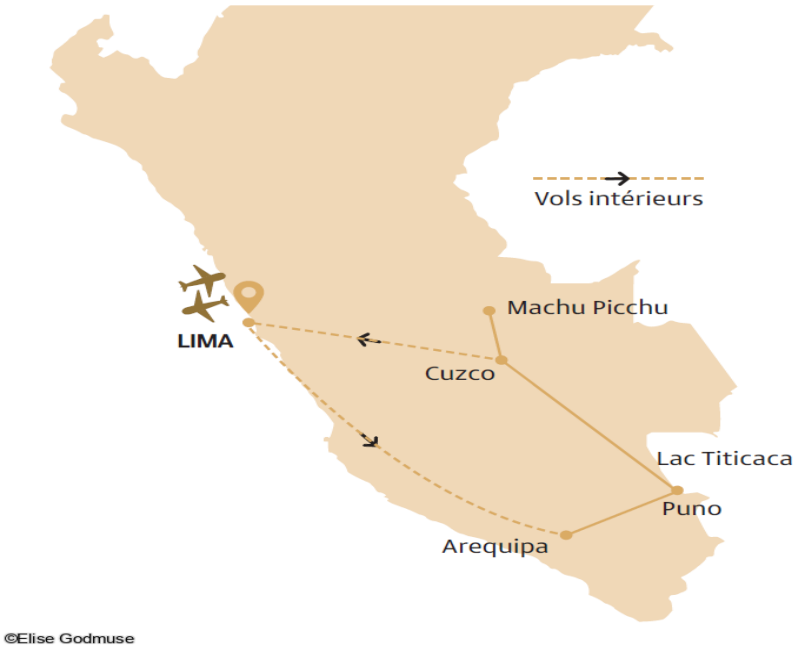 Vols intérieurs
Machu Picchu
LIMA
Cuzco
Lac Titicaca
Puno
Arequipa
©Elise Godmuse